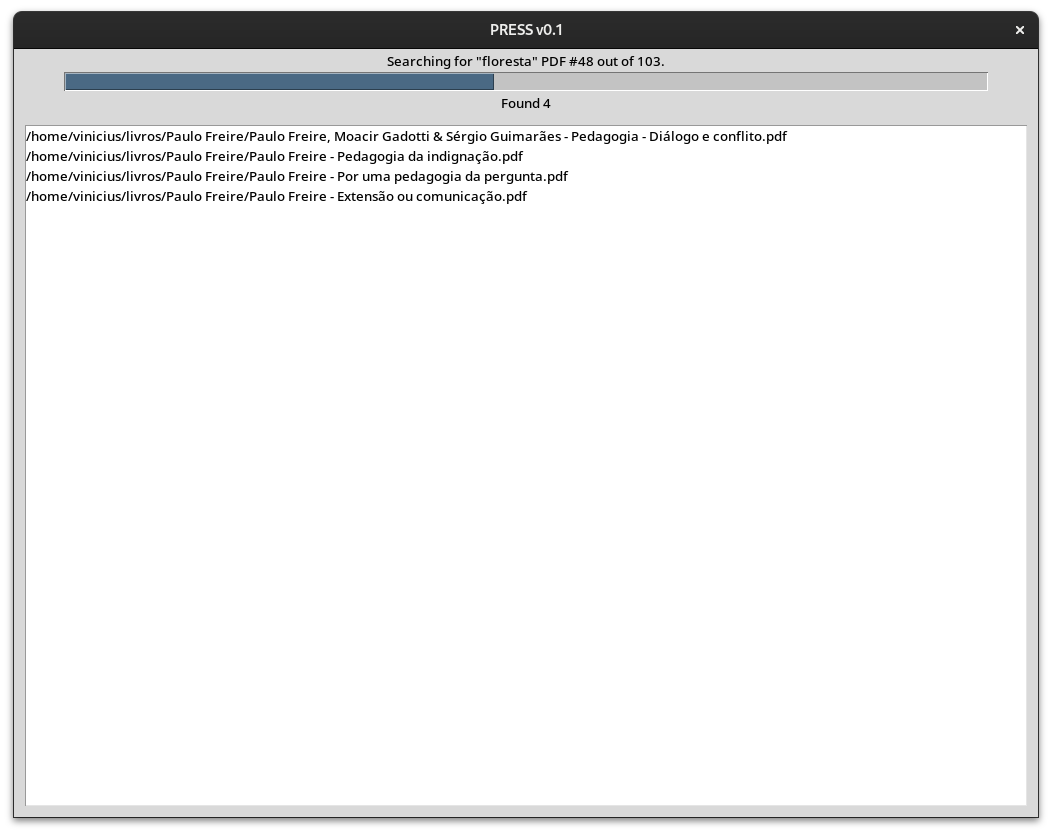 PRESS v0.1
Searching for "floresta" PDF #48 out of 103.
Found 4
/home/vinicius/livros/Paulo Freire/Paulo Freire, Moacir Gadotti & Sérgio Guimarães - Pedagogia - Diálogo e conflito.pdf
/home/vinicius/livros/Paulo Freire/Paulo Freire - Pedagogia da indignação.pdf
/home/vinicius/livros/Paulo Freire/Paulo Freire - Por uma pedagogia da pergunta.pdf
/home/vinicius/livros/Paulo Freire/Paulo Freire - Extensão ou comunicação.pdf